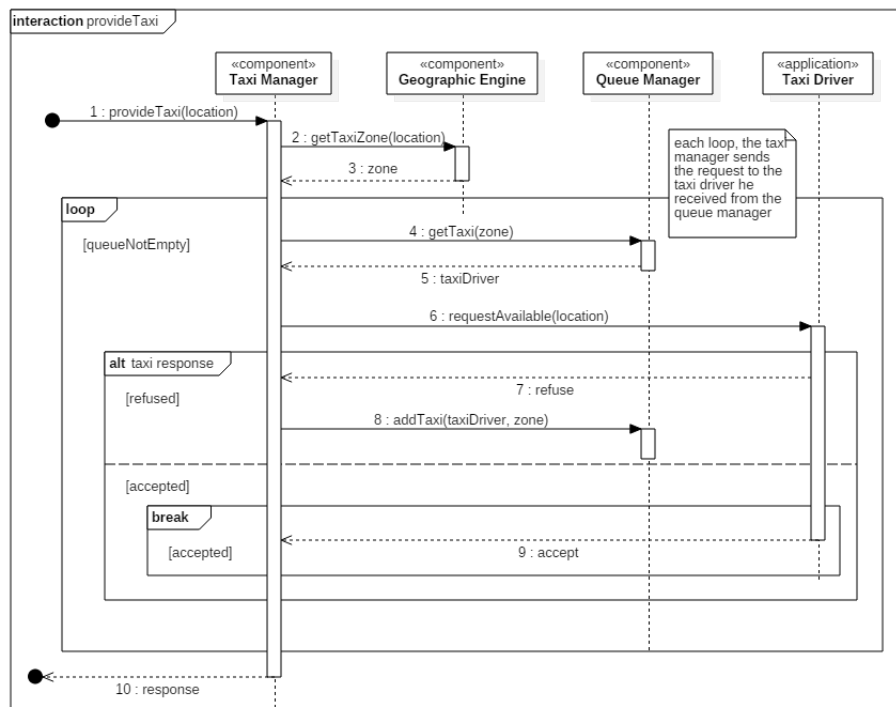 interaction provideTaxi
«component»
Taxi Manager
«component»
Geographic Engine
«component»
Queue Manager
«application»
Taxi Driver
1 : provideTaxi(location)
2 : getTaxiZone(location)
3 : zone
each loop, the taxi
manager sends
the request to the
taxi driver he
received from the
queue manager
loop
[queueNotEmpty]
4 : getTaxi(zone)
5 : taxiDriver
6 : requestAvailable(location)
alt taxi response
7 : refuse
[refused]
8 : addTaxi(taxiDriver, zone)
[accepted]
break
[accepted]
9 : accept
10 : response